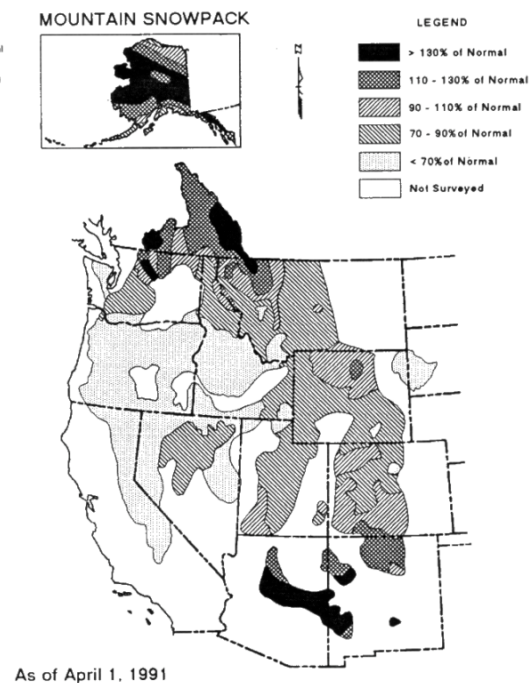 MOUNTAIN SNOWPACK
LEGEND
> 130% of Normal
110 - 130% of Normal
90 - 110% of Normal
70 - 90%of Normal
< 70%of Normal
Not Surveyed
As of April 1, 1991